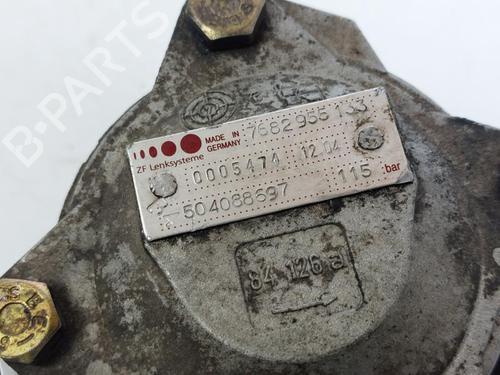 B-PARTS
MADE IN
GERMANY
7682 955 133
ZF Lenksysteme
0005474 12.04
504088697 115 bar
84 126 a